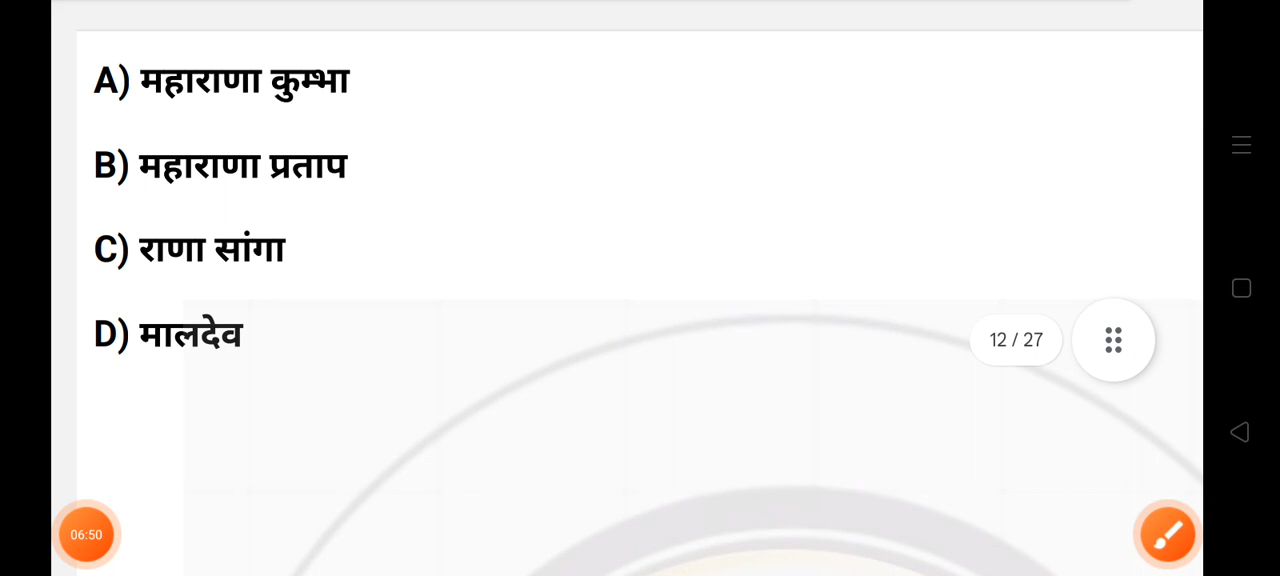 A) महाराणा कुम्भा
B) महाराणा प्रताप
C) राणा सांगा
D) मालदेव
12 / 27
06:50